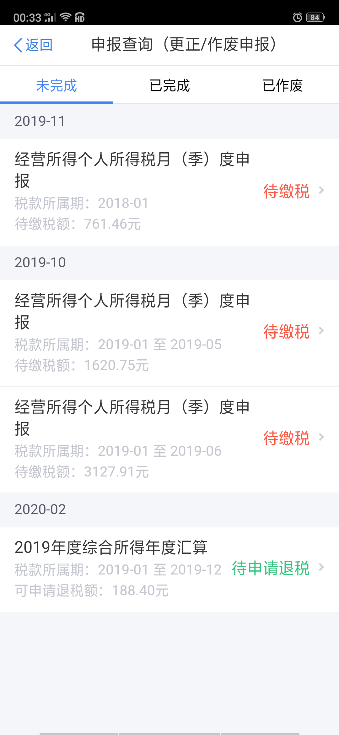 00:33
84
返回
申报查询（更正/作废申报）
未完成
已完成
已作废
2019-11
经营所得个人所得税月（季）度申
报
税款所属期：2018-01
待缴税额：761.46元
待缴税
2019-10
经营所得个人所得税月（季）度申
报
税款所属期：2019-01 至 2019-05
待缴税额：1620.75元
待缴税
经营所得个人所得税月（季）度申
报
税款所属期：2019-01 至 2019-06
待缴税额：3127.91元
待缴税
2020-02
2019年度综合所得年度汇算
税款所属期：2019-01 至 2019-12
可申请退税额：188.40元
待申请退税